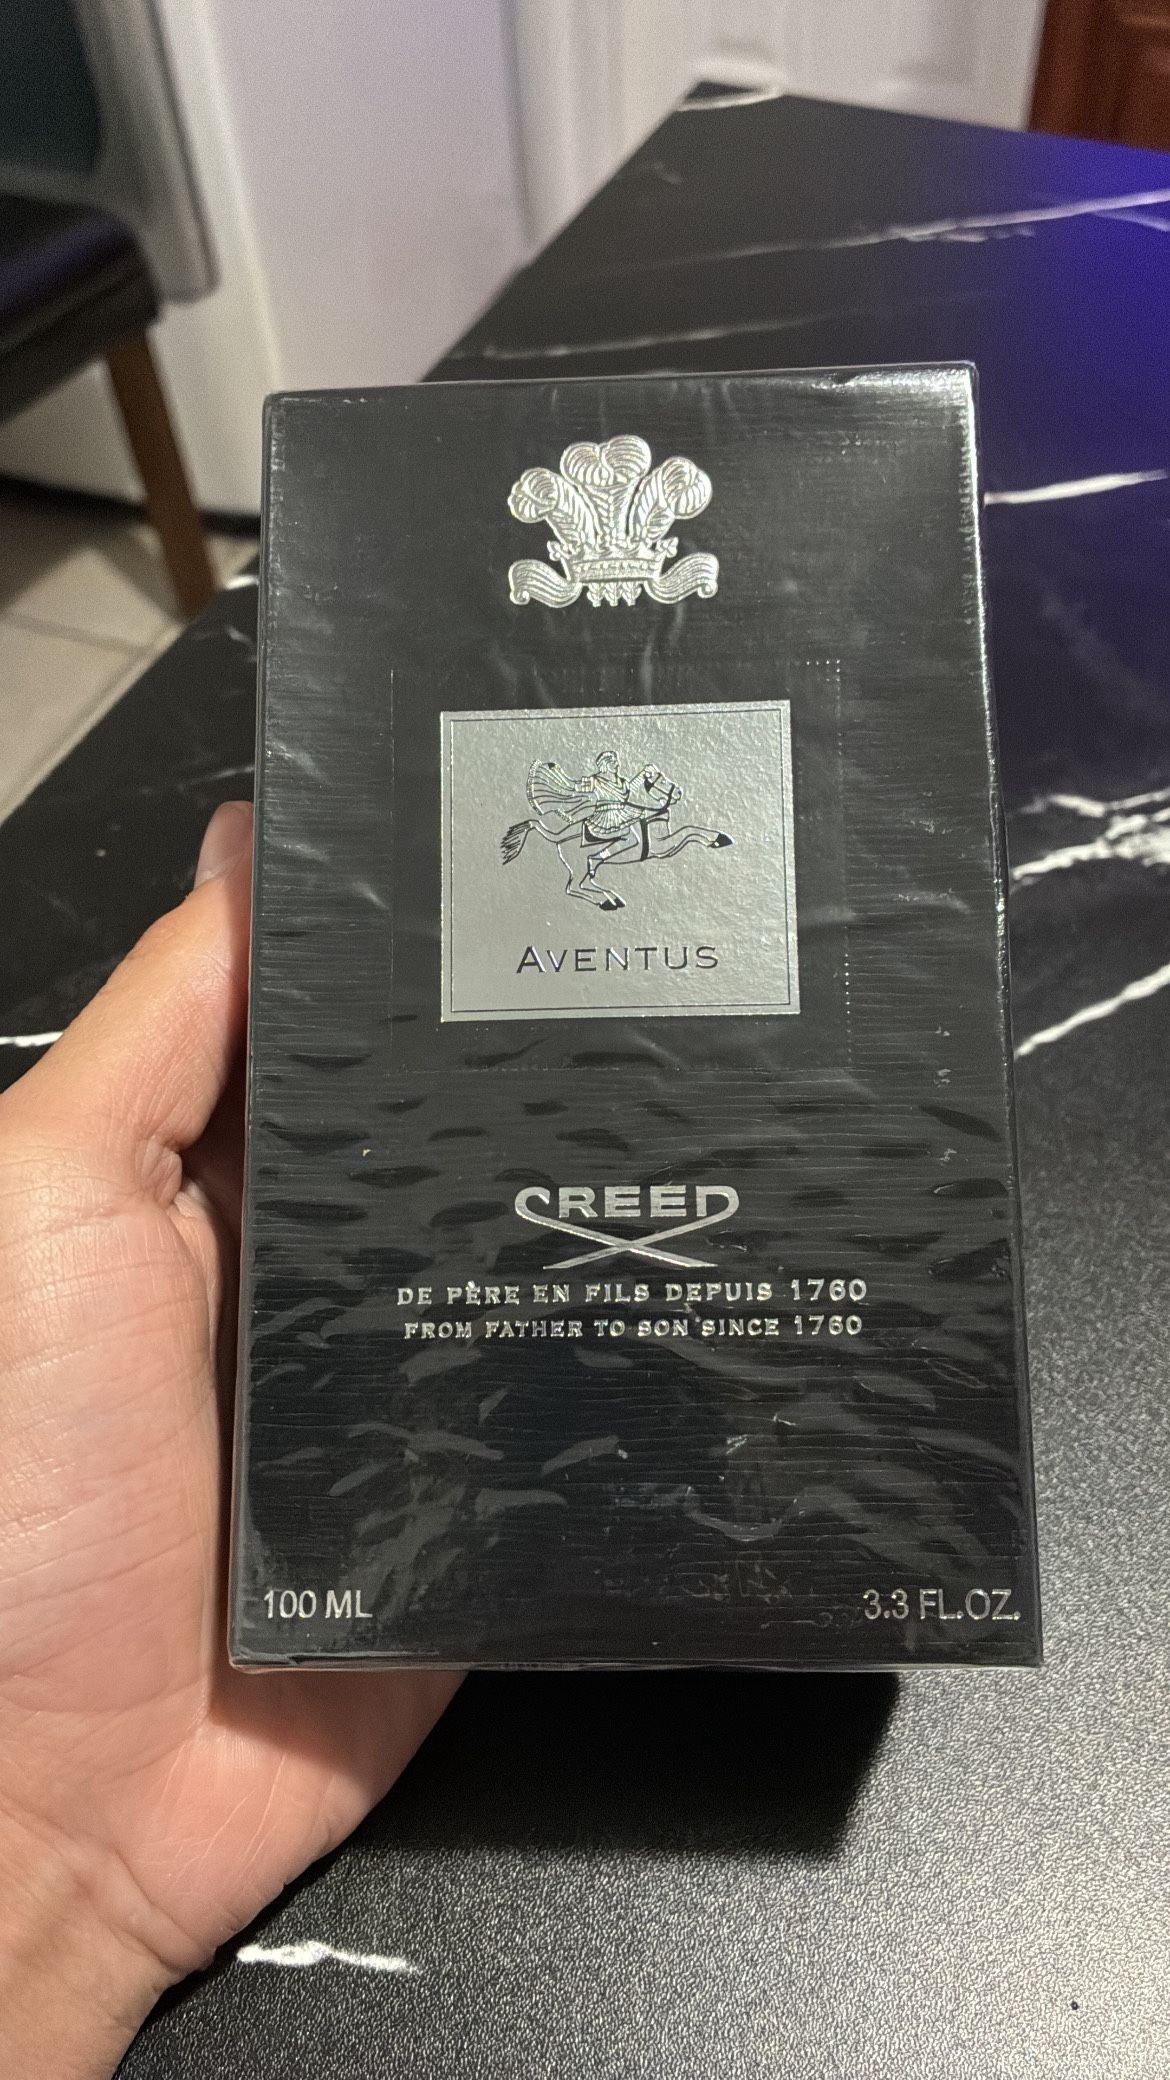 AVENTUS
CREED
DE PÈRE EN FILS DEPUIS 1760
FROM FATHER TO SON SINCE 1760
100 ML
3.3 FL.OZ.